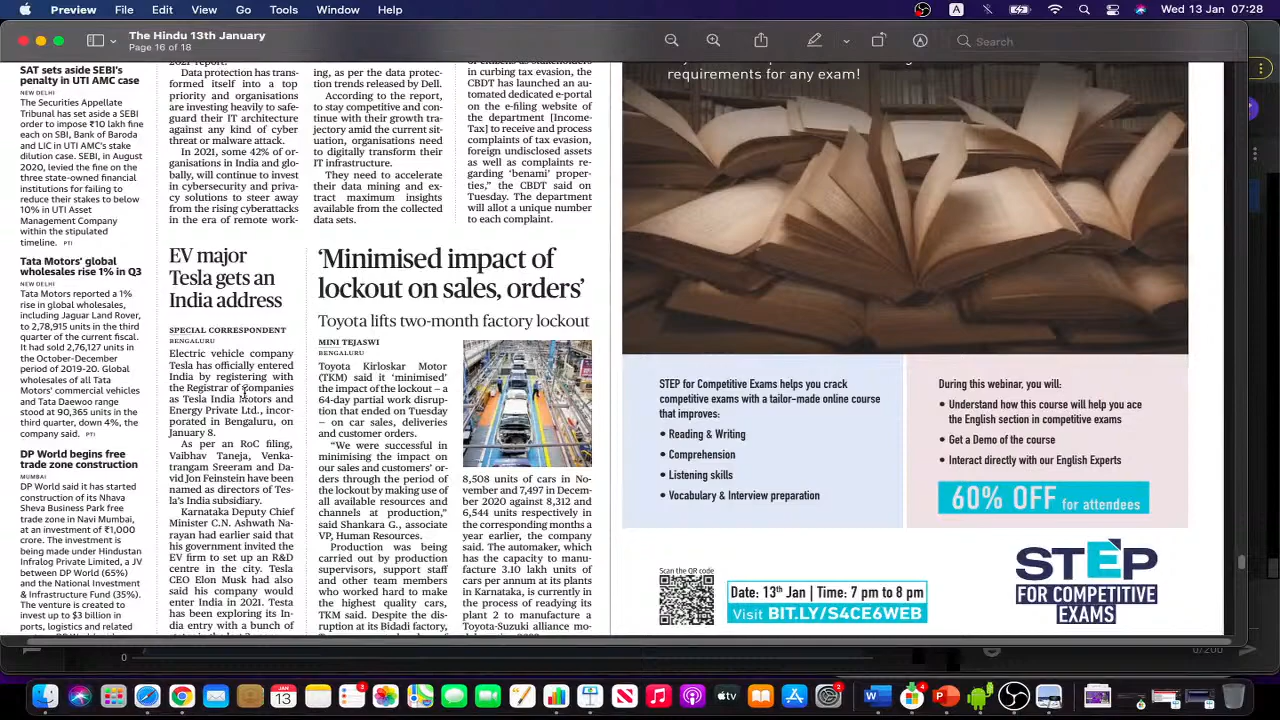 Preview File Edit View Go Tools Window Help
A
Wed 13 Jan 07:28
The Hindu 13th January
Page 16 of 18
Search
SAT sets aside SEBI's
penalty in UTI AMC case
NEW DELHI
The Securities Appellate
Tribunal has set aside a SEBI
order to impose ₹10 lakh fine
each on SBI, Bank of Baroda
and LIC in UTI AMC's stake
dilution case. SEBI, in August
2020, levied the fine on the
three state-owned financial
institutions for failing to
reduce their stakes to below
10% in UTI Asset
Management Company
within the stipulated
timeline. PTI
Tata Motors' global
wholesales rise 1% in Q3
NEW DELHI
Tata Motors reported a 1%
rise in global wholesales,
including Jaguar Land Rover,
to 2,78,915 units in the third
quarter of the current fiscal.
It had sold 2,76,127 units in
the October-December
period of 2019-20. Global
wholesales of all Tata
Motors' commercial vehicles
and Tata Daewoo range
stood at 90,365 units in the
third quarter, down 4%, the
company said. PTI
DP World begins free
trade zone construction
MUMBAI
DP World said it has started
construction of its Nhava
Sheva Business Park free
trade zone in Navi Mumbai,
at an investment of ₹1,000
crore. The investment is
being made under Hindustan
Infralog Private Limited, a JV
between DP World (65%)
and the National Investment
& Infrastructure Fund (35%).
The venture is created to
invest up to $3 billion in
ports, logistics and related
2021 report.
Data protection has trans-
formed itself into a top
priority and organisations
are investing heavily to safe-
guard their IT architecture
against any kind of cyber
threat or malware attack.
In 2021, some 42% of or-
ganisations in India and glo-
bally, will continue to invest
in cybersecurity and priva-
cy solutions to steer away
from the rising cyberattacks
in the era of remote work-
ing, as per the data protec-
tion trends released by Dell.
According to the report,
to stay competitive and con-
tinue with their growth tra-
jectory amid the current sit-
uation, organisations need
to digitally transform their
IT infrastructure.
They need to accelerate
their data mining and ex-
tract maximum insights
available from the collected
data sets.
of citizens as stakeholders
in curbing tax evasion, the
CBDT has launched an au-
tomated dedicated e-portal
on the e-filing website of
the department [Income-
Tax] to receive and process
complaints of tax evasion,
foreign undisclosed assets
as well as complaints re-
garding 'benami' proper-
ties," the CBDT said on
Tuesday. The department
will allot a unique number
to each complaint.
EV major
Tesla gets an
India address
SPECIAL CORRESPONDENT
BENGALURU
Electric vehicle company
Tesla has officially entered
India by registering with
the Registrar of Companies
as Tesla India Motors and
Energy Private Ltd., incor-
porated in Bengaluru, on
January 8.
As per an RoC filing,
Vaibhav Taneja, Venka-
trangam Sreeram and Da-
vid Jon Feinstein have been
named as directors of Tes-
la's India subsidiary.
Karnataka Deputy Chief
Minister C.N. Ashwath Na-
rayan had earlier said that
his government invited the
EV firm to set up an R&D
centre in the city. Tesla
CEO Elon Musk had also
said his company would
enter India in 2021. Testa
has been exploring its In-
dia entry with a bunch of
'Minimised impact of
lockout on sales, orders'
Toyota lifts two-month factory lockout
MINI TEJASWI
BENGALURU
Toyota Kirloskar Motor
(TKM) said it 'minimised'
the impact of the lockout – a
64-day partial work disrup-
tion that ended on Tuesday
– on car sales, deliveries
and customer orders.
"We were successful in
minimising the impact on
our sales and customers' or-
ders through the period of
the lockout by making use of
all available resources and
channels at production,"
said Shankara G., associate
VP, Human Resources.
Production was being
carried out by production
supervisors, support staff
and other team members
who worked hard to make
the highest quality cars,
TKM said. Despite the dis-
ruption at its Bidadi factory,
8,508 units of cars in No-
vember and 7,497 in Decem-
ber 2020 against 8,312 and
6,544 units respectively in
the corresponding months a
year earlier, the company
said. The automaker, which
has the capacity to manu-
facture 3.10 lakh units of
cars per annum at its plants
in Karnataka, is currently in
the process of readying its
plant 2 to manufacture a
Toyota-Suzuki alliance mo-
requirements for any exam!
STEP for Competitive Exams helps you crack
competitive exams with a tailor-made online course
that improves:
• Reading & Writing
• Comprehension
• Listening skills
• Vocabulary & Interview preparation
During this webinar, you will:
• Understand how this course will help you ace
the English section in competitive exams
• Get a Demo of the course
• Interact directly with our English Experts
60% OFF for attendees
Scan the QR code
Date: 13th Jan | Time: 7 pm to 8 pm
Visit BIT.LY/S4CE6WEB
STEP
FOR COMPETITIVE
EXAMS
0
0/200
JAN
13
tv